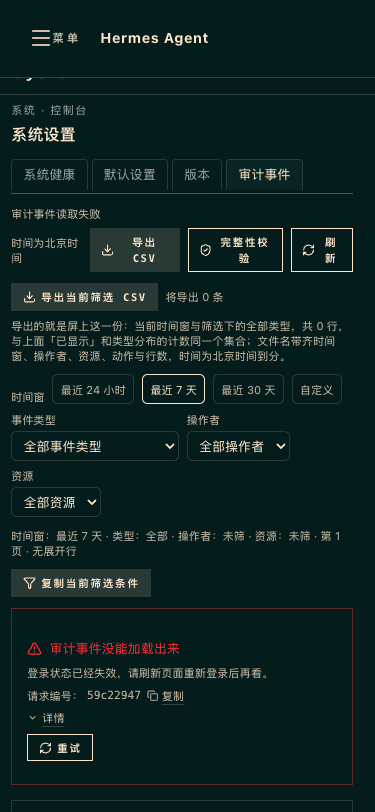 菜单
Hermes Agent
系统 · 控制台
系统设置
系统健康
默认设置
版本
审计事件
审计事件读取失败
时间为北京时
间
导出
CSV
完整性校
验
刷
新
导出当前筛选 CSV
将导出 0 条
导出的就是屏上这一份：当前时间窗与筛选下的全部类型，共 0 行，
与上面「已显示」和类型分布的计数同一个集合；文件名带齐时间
窗、操作者、资源、动作与行数，时间为北京时间到分。
时间窗
最近 24 小时
最近 7 天
最近 30 天
自定义
事件类型
操作者
全部事件类型
全部操作者
资源
全部资源
时间窗：最近 7 天 · 类型：全部 · 操作者：未筛 · 资源：未筛 · 第 1
页 · 无展开行
复制当前筛选条件
审计事件没能加载出来
登录状态已经失效，请刷新页面重新登录后再看。
请求编号： 59c22947 复制
详情
重试